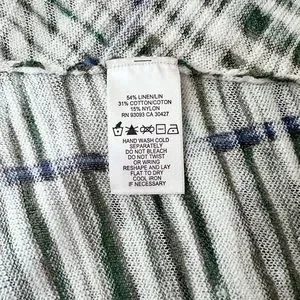 54% LINEN/LIN
31% COTTON/COTON
15% NYLON
RN 93093 CA 30427
HAND WASH COLD
SEPARATELY
DO NOT BLEACH
DO NOT TWIST
OR WRING
RESHAPE AND LAY
FLAT TO DRY
COOL IRON
IF NECESSARY